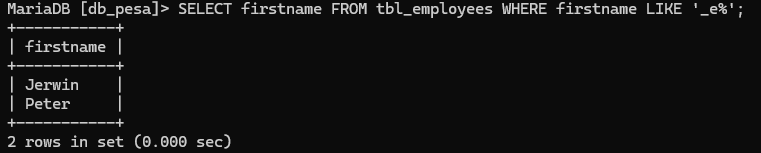 MariaDB [db_pesa]> SELECT firstname FROM tbl_employees WHERE firstname LIKE '_e%';
+-----------+
| firstname |
+-----------+
| Jerwin    |
| Peter     |
+-----------+
2 rows in set (0.000 sec)